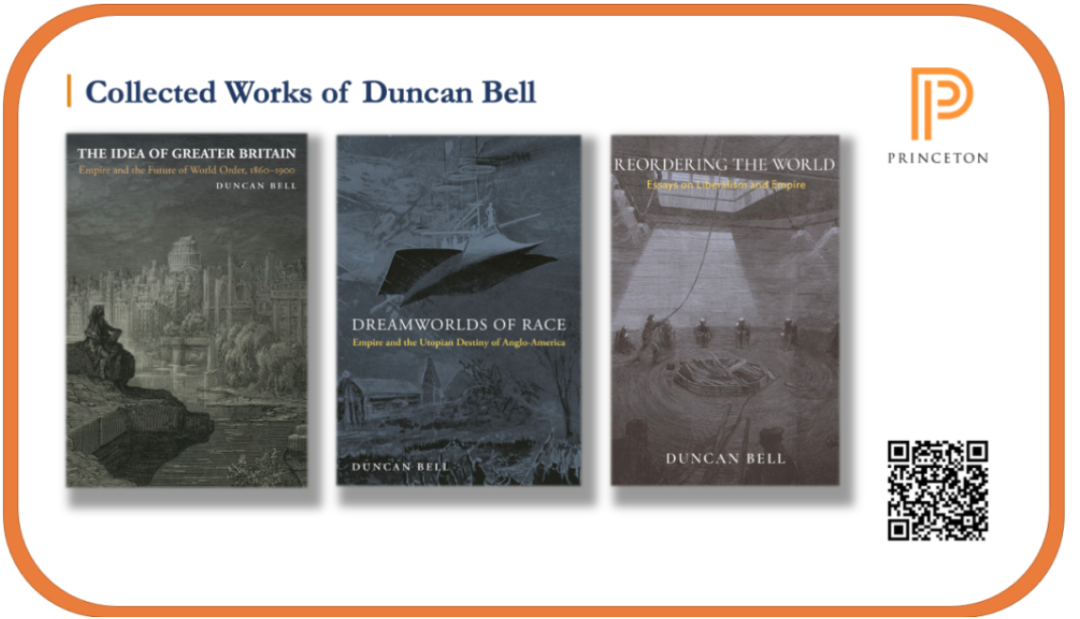 Collected Works of Duncan Bell
THE IDEA OF GREATER BRITAIN
Empire and the Future of World Order, 1860–1900
DUNCAN BELL
DREAMWORLDS OF RACE
Empire and the Utopian Destiny of Anglo-America
DUNCAN BELL
REORDERING THE WORLD
Essays on Liberalism and Empire
DUNCAN BELL
PRINCETON